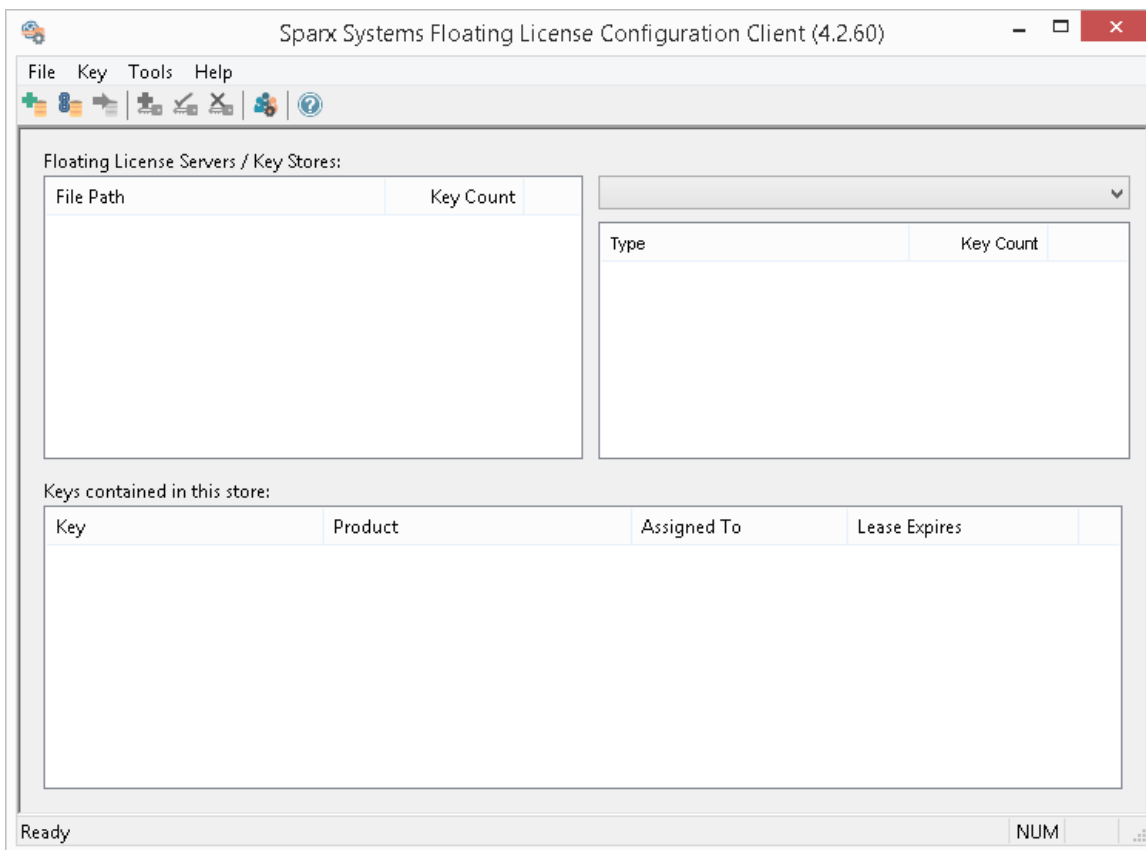 Sparx Systems Floating License Configuration Client (4.2.60)
File Key Tools Help
Floating License Servers / Key Stores:
File Path Key Count
Type Key Count
Keys contained in this store:
Key Product Assigned To Lease Expires
Ready NUM